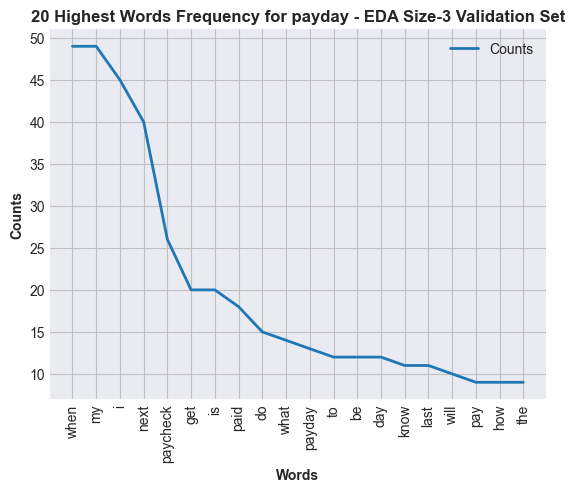 20 Highest Words Frequency for payday - EDA Size-3 Validation Set
Counts
50
45
40
35
30
25
20
15
10
Counts
when
my
i
next
paycheck
get
is
paid
do
what
payday
to
be
day
know
last
will
pay
how
the
Words